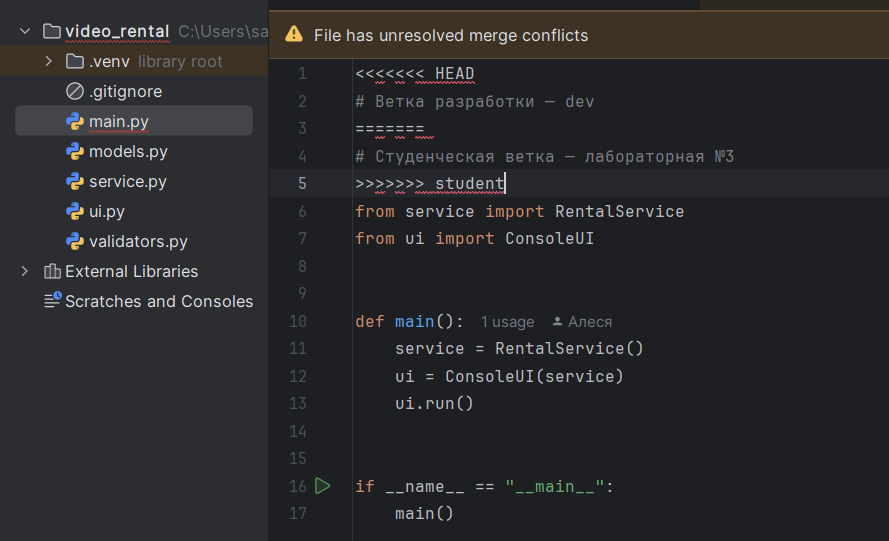 video_rental C:\Users\sa
.venv library root
.gitignore
main.py
models.py
service.py
ui.py
validators.py
External Libraries
Scratches and Consoles
File has unresolved merge conflicts
1 <<<<<<< HEAD
2 # Ветка разработки — dev
3 =======
4 # Студенческая ветка — лабораторная №3
5 >>>>>>> student
6 from service import RentalService
7 from ui import ConsoleUI
8
9
10 def main(): 1 usage Алеся
11 service = RentalService()
12 ui = ConsoleUI(service)
13 ui.run()
14
15
16 if __name__ == "__main__":
17 main()